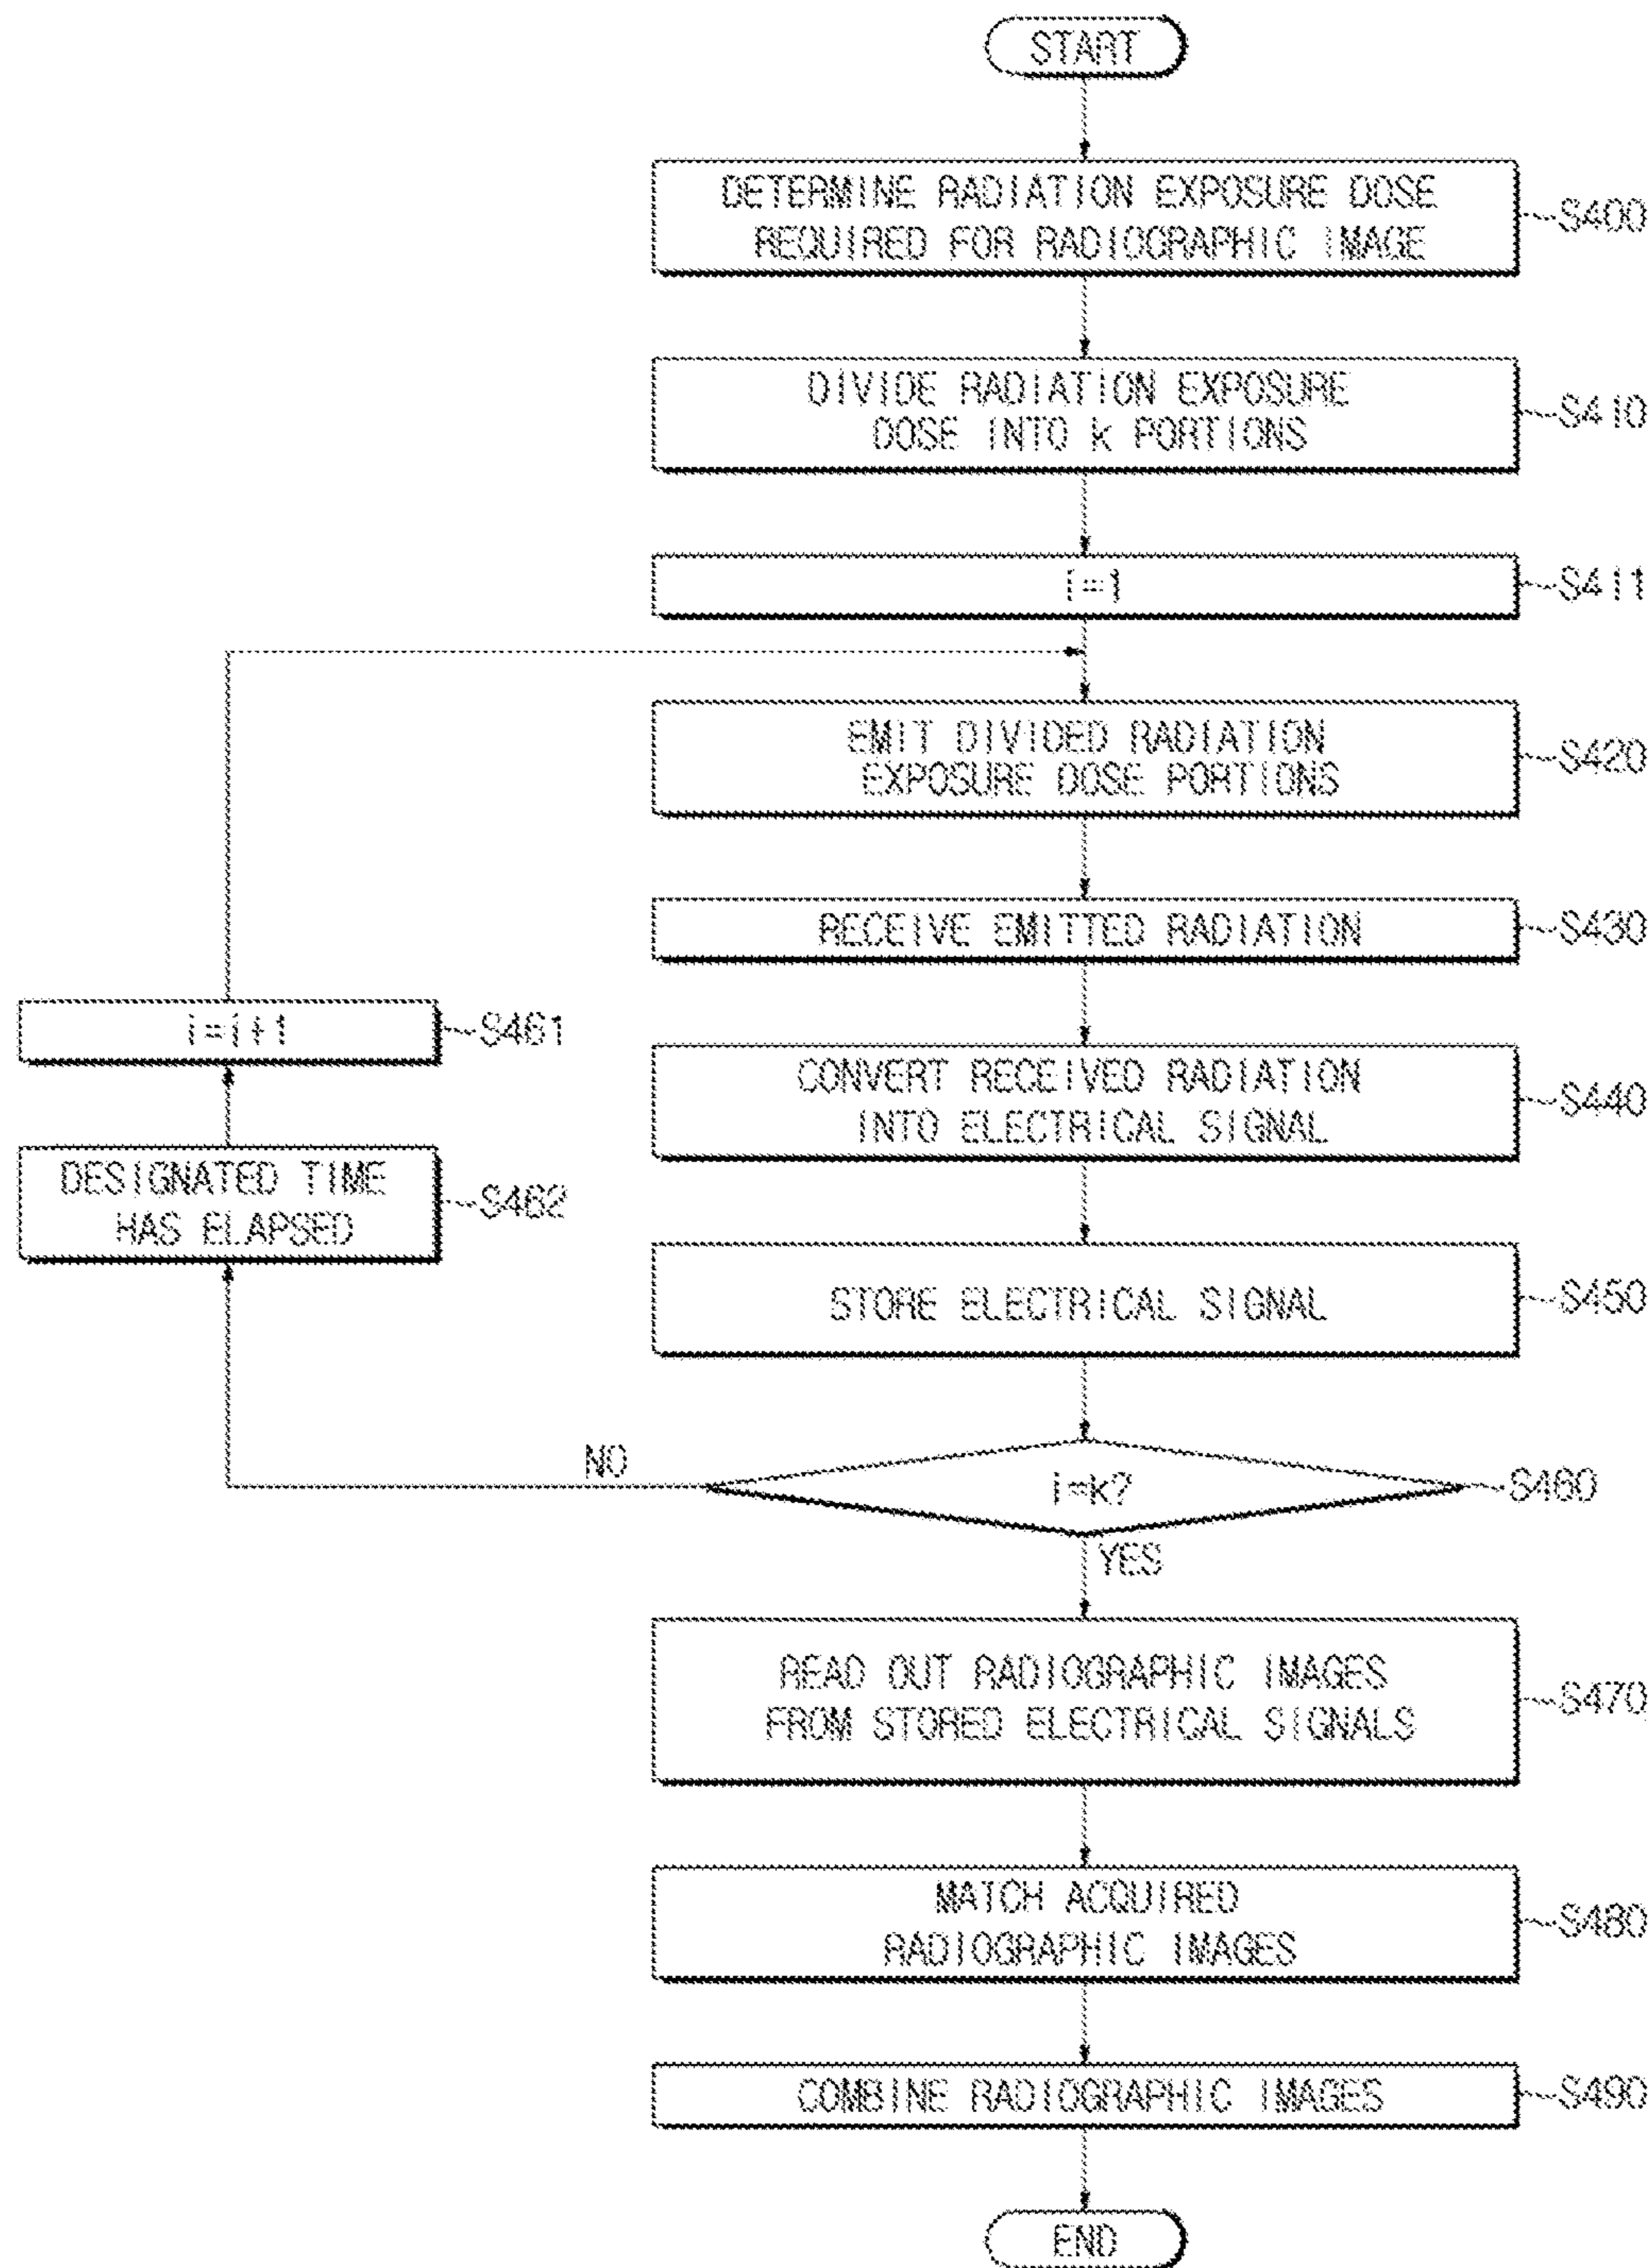 START
DETERMINE RADIATION EXPOSURE DOSE
REQUIRED FOR RADIOGRAPHIC IMAGE
S400
DIVIDE RADIATION EXPOSURE
DOSE INTO k PORTIONS
S410
i=1
S411
EMIT DIVIDED RADIATION
EXPOSURE DOSE PORTIONS
S420
RECEIVE EMITTED RADIATION
S430
i=i+1
S461
CONVERT RECEIVED RADIATION
INTO ELECTRICAL SIGNAL
S440
DESIGNATED TIME
HAS ELAPSED
S462
STORE ELECTRICAL SIGNAL
S450
NO
i=k?
S460
YES
READ OUT RADIOGRAPHIC IMAGES
FROM STORED ELECTRICAL SIGNALS
S470
MATCH ACQUIRED
RADIOGRAPHIC IMAGES
S480
COMBINE RADIOGRAPHIC IMAGES
S490
END